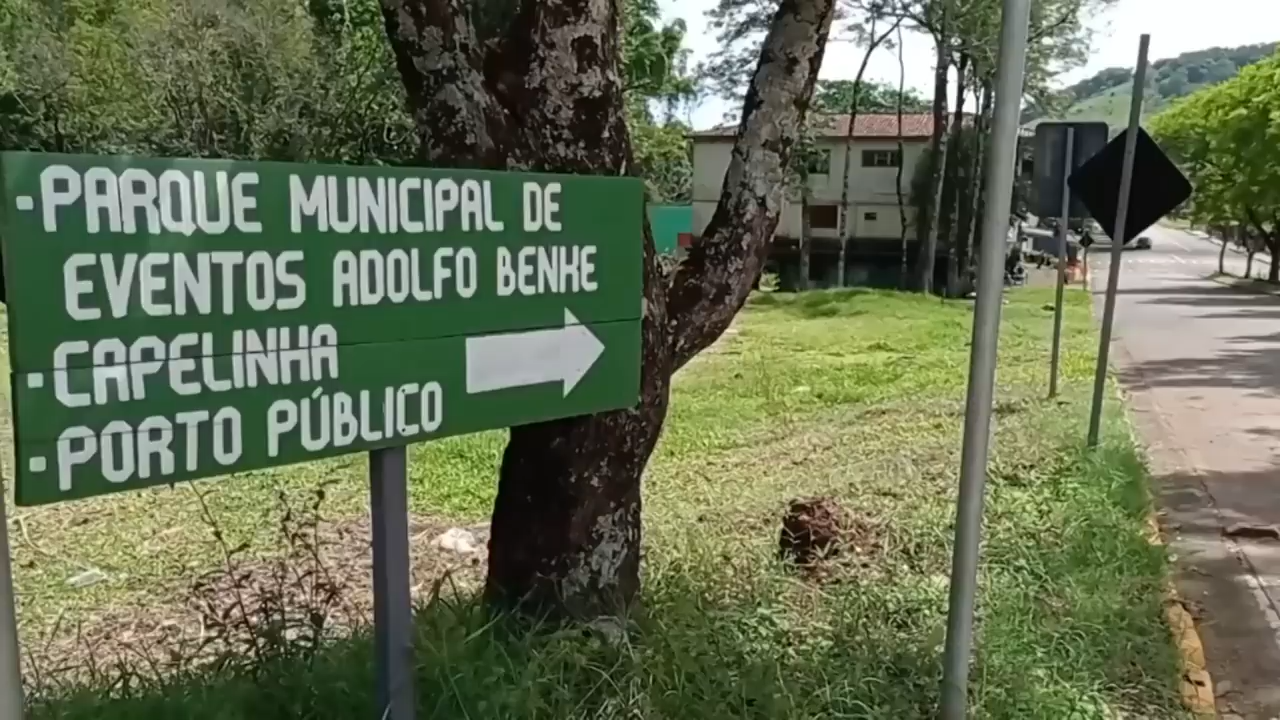 -PARQUE MUNICIPAL DE
EVENTOS ADOLFO BENKE
-CAPELINHA
-PORTO PÚBLICO